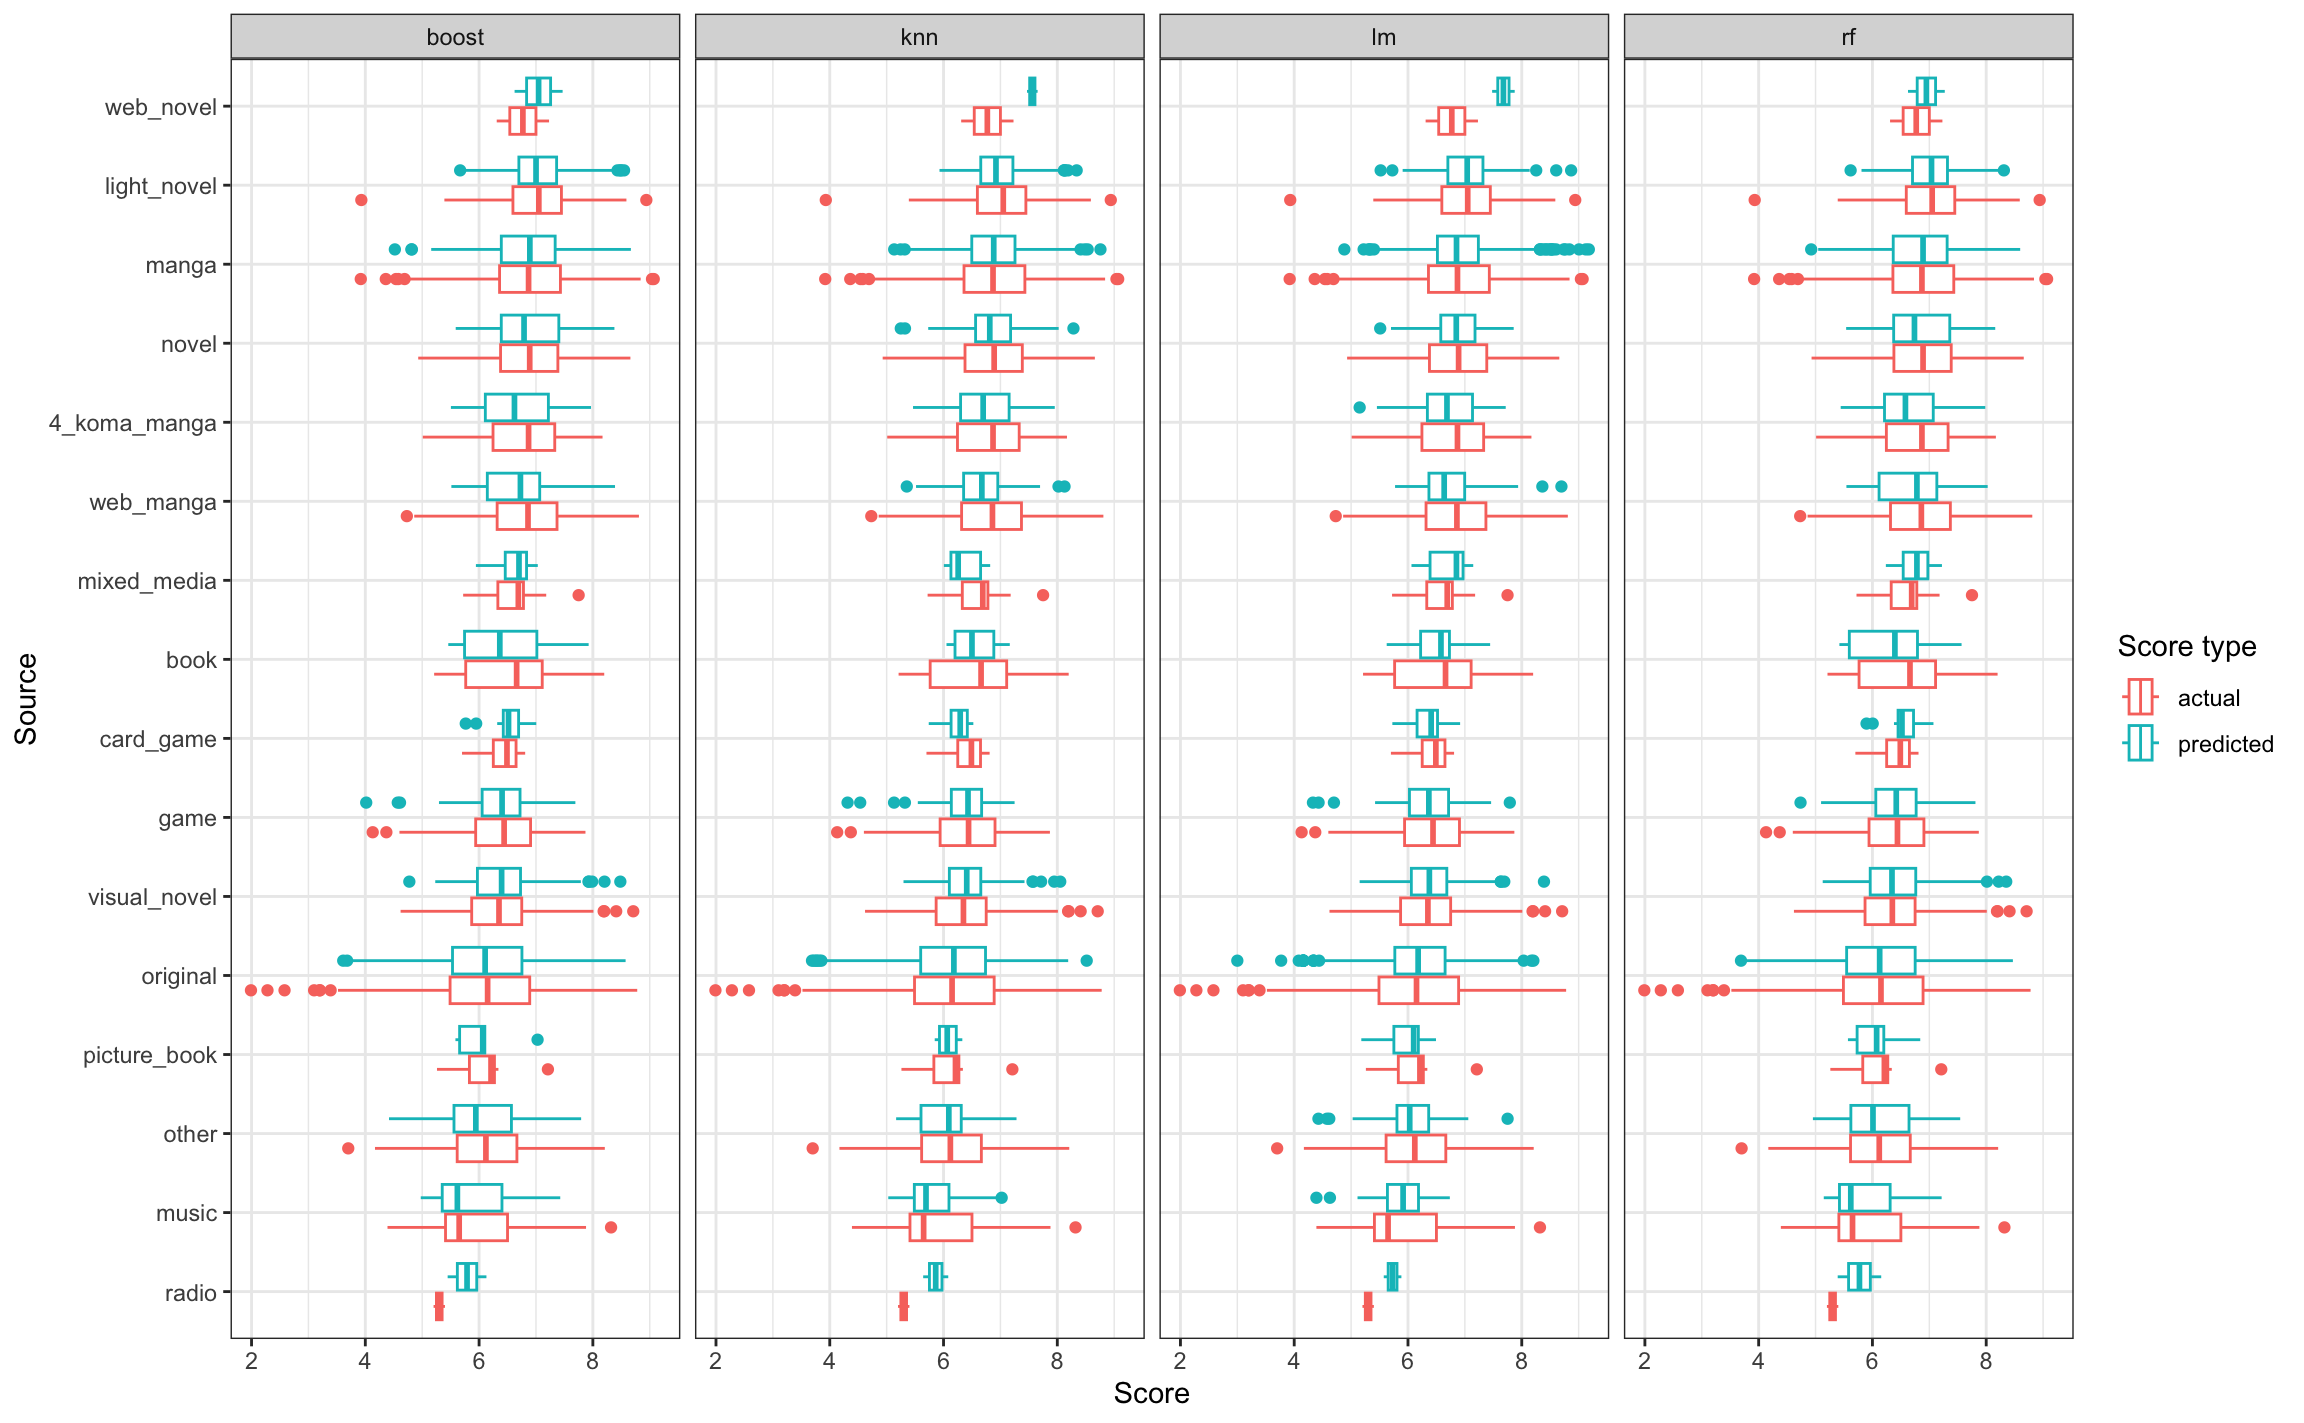 boost
knn
lm
rf
web_novel
light_novel
manga
novel
4_koma_manga
web_manga
mixed_media
book
card_game
game
visual_novel
original
picture_book
other
music
radio
Source
2 4 6 8
2 4 6 8
2 4 6 8
2 4 6 8
Score
Score type
actual
predicted